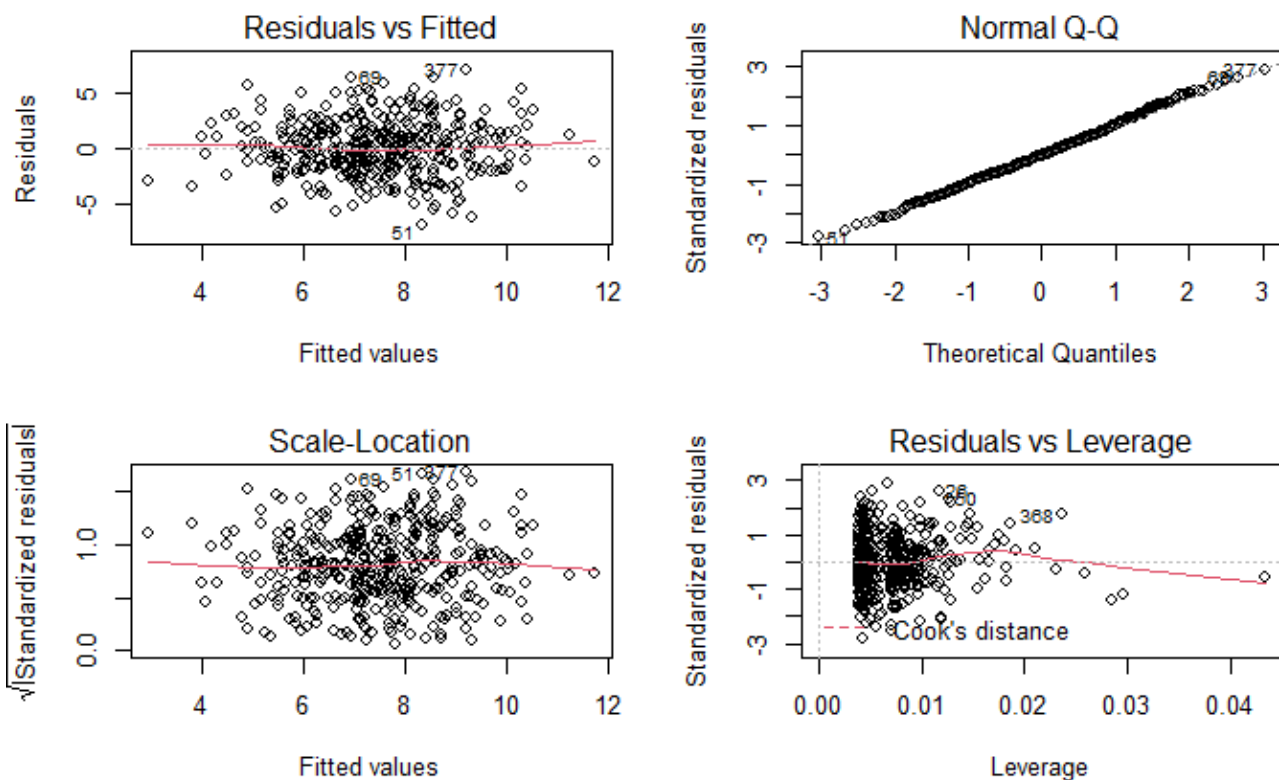 Residuals vs Fitted
Residuals
5
0
-5
69
377
51
4 6 8 10 12
Fitted values
Normal Q-Q
Standardized residuals
3
1
-1
-3
377
51
-3 -2 -1 0 1 2 3
Theoretical Quantiles
Scale-Location
√|Standardized residuals|
1.0
0.0
69
51
377
4 6 8 10 12
Fitted values
Residuals vs Leverage
Standardized residuals
3
1
-1
-3
368
Cook's distance
0.00 0.01 0.02 0.03 0.04
Leverage